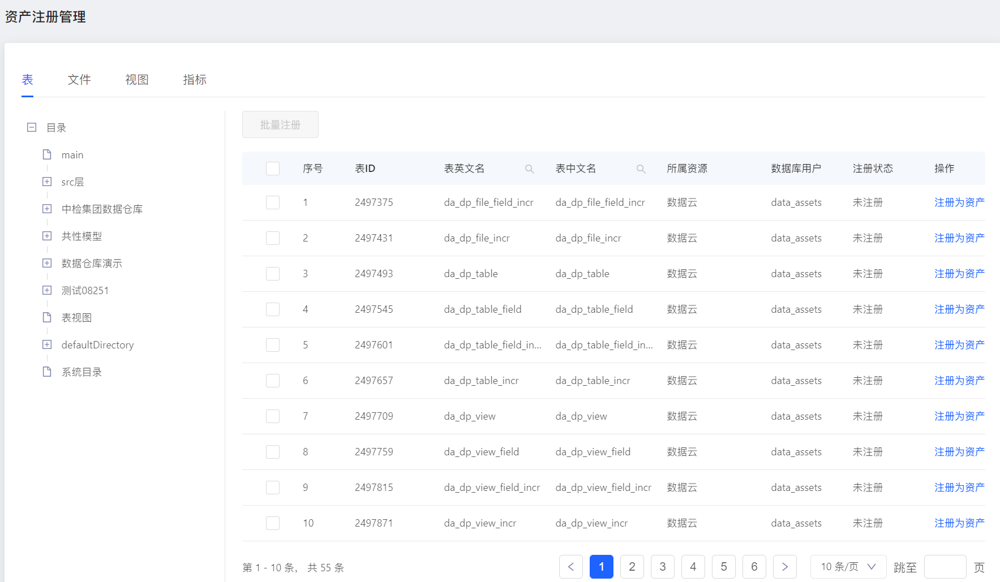 资产注册管理
表 文件 视图 指标
目录
main
src层
中检集团数据仓库
共性模型
数据仓库演示
测试08251
表视图
defaultDirectory
系统目录
批量注册
序号 表ID 表英文名 表中文名 所属资源 数据库用户 注册状态 操作
1 2497375 da_dp_file_field_incr da_dp_file_field_incr 数据云 data_assets 未注册 注册为资产
2 2497431 da_dp_file_incr da_dp_file_incr 数据云 data_assets 未注册 注册为资产
3 2497493 da_dp_table da_dp_table 数据云 data_assets 未注册 注册为资产
4 2497545 da_dp_table_field da_dp_table_field 数据云 data_assets 未注册 注册为资产
5 2497601 da_dp_table_field_in... da_dp_table_field_in... 数据云 data_assets 未注册 注册为资产
6 2497657 da_dp_table_incr da_dp_table_incr 数据云 data_assets 未注册 注册为资产
7 2497709 da_dp_view da_dp_view 数据云 data_assets 未注册 注册为资产
8 2497759 da_dp_view_field da_dp_view_field 数据云 data_assets 未注册 注册为资产
9 2497815 da_dp_view_field_incr da_dp_view_field_incr 数据云 data_assets 未注册 注册为资产
10 2497871 da_dp_view_incr da_dp_view_incr 数据云 data_assets 未注册 注册为资产
第 1 - 10 条， 共 55 条 < 1 2 3 4 5 6 > 10 条/页 跳至 页